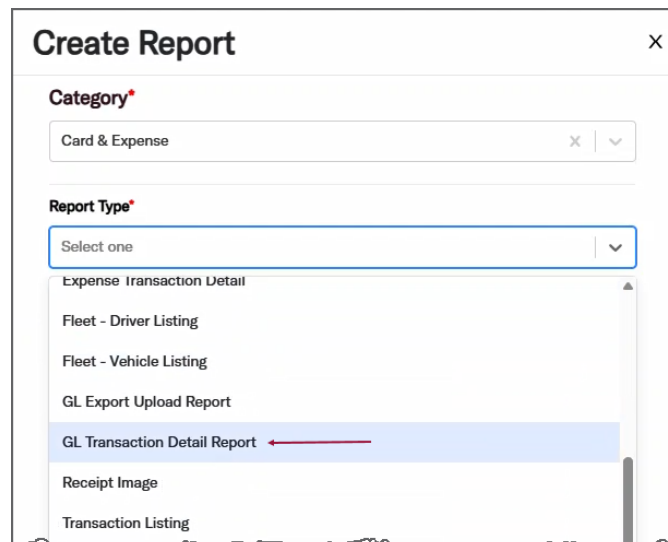 Create Report
X
Category*
Card & Expense
Report Type*
Select one
Expense Transaction Detail
Fleet - Driver Listing
Fleet - Vehicle Listing
GL Export Upload Report
GL Transaction Detail Report
Receipt Image
Transaction Listing